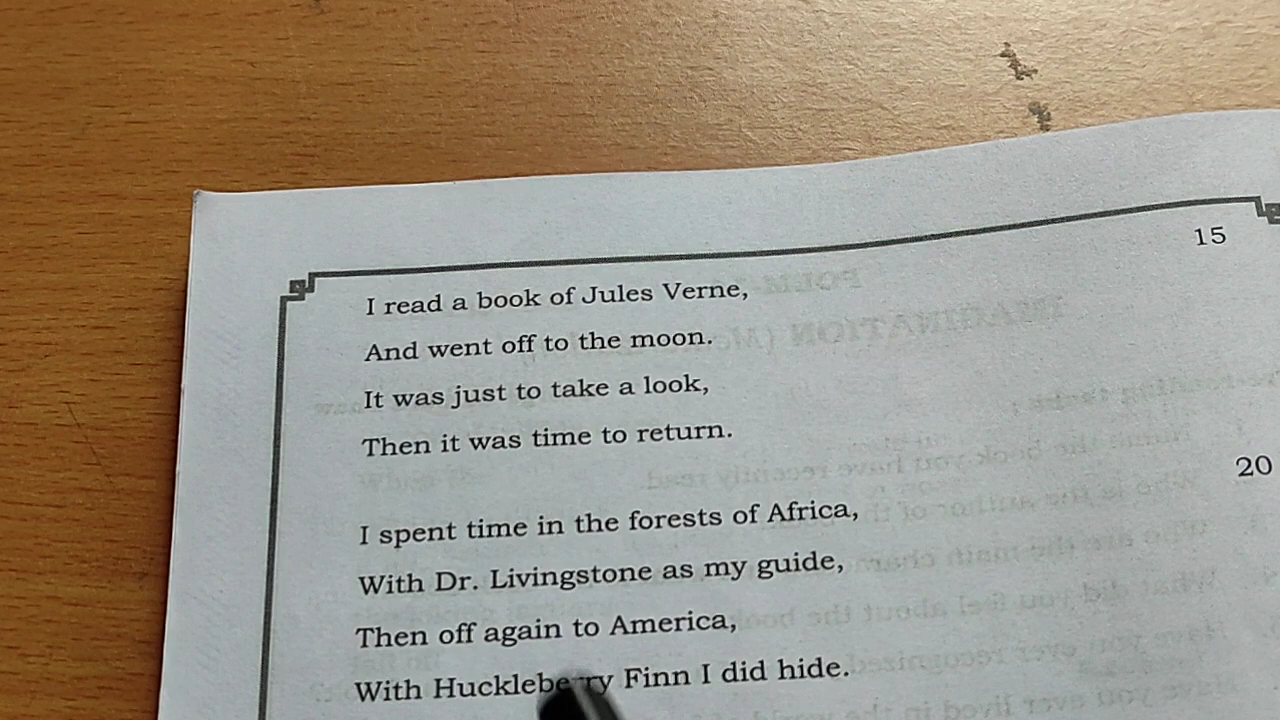 15
I read a book of Jules Verne,
And went off to the moon.
It was just to take a look,
Then it was time to return.
20
I spent time in the forests of Africa,
With Dr. Livingstone as my guide,
Then off again to America,
With Huckleberry Finn I did hide.